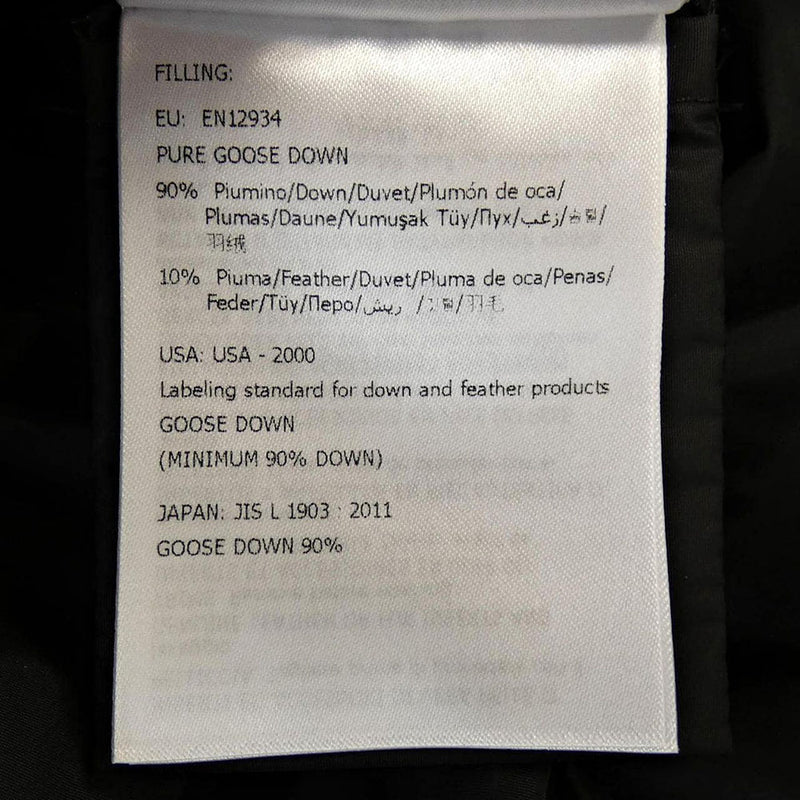 FILLING:
EU: EN12934
PURE GOOSE DOWN
90% Piumino/Down/Duvet/Plumón de oca/
Plumas/Daune/Yumuşak Tüy/Пух/زغب/
羽绒
10% Piuma/Feather/Duvet/Pluma de oca/Penas/
Feder/Tüy/Перо/ريش /羽毛
USA: USA - 2000
Labeling standard for down and feather products
GOOSE DOWN
(MINIMUM 90% DOWN)
JAPAN: JIS L 1903 : 2011
GOOSE DOWN 90%